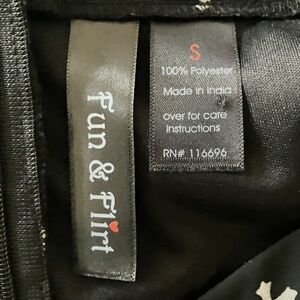 Fun & Flirt
S
100% Polyester
Made in India
over for care
Instructions
RN# 116696